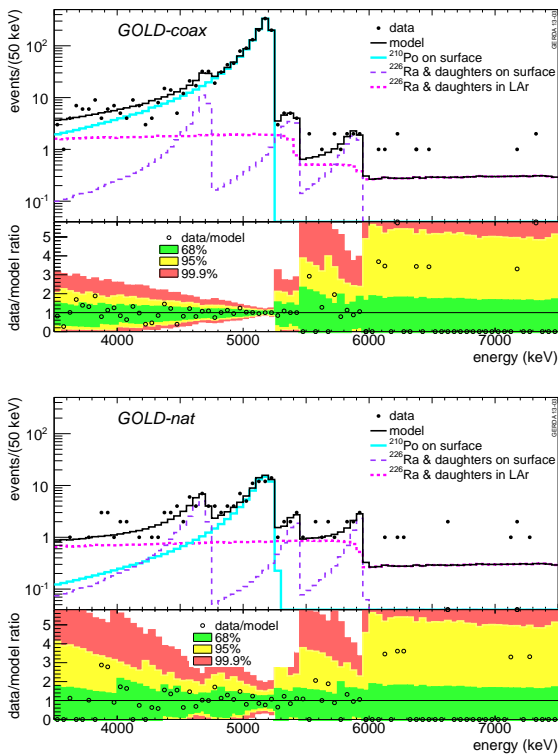 GOLD-coax
GERDA 13-03
data
model
210Po on surface
226Ra & daughters on surface
226Ra & daughters in LAr
events/(50 keV)
10²
10
1
10⁻¹
data/model
68%
95%
99.9%
data/model ratio
5
4
3
2
1
0
4000 5000 6000 7000
energy (keV)
GOLD-nat
GERDA 13-03
data
model
210Po on surface
226Ra & daughters on surface
226Ra & daughters in LAr
events/(50 keV)
10²
10
1
10⁻¹
data/model
68%
95%
99.9%
data/model ratio
5
4
3
2
1
0
4000 5000 6000 7000
energy (keV)